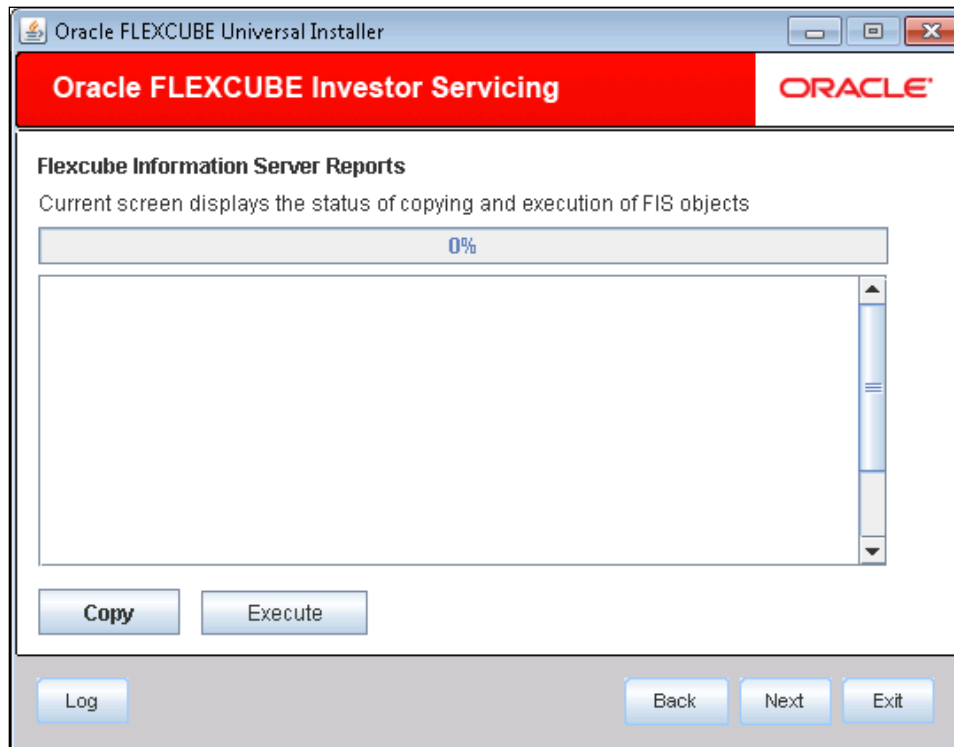 Oracle FLEXCUBE Universal Installer
Oracle FLEXCUBE Investor Servicing
ORACLE
Flexcube Information Server Reports
Current screen displays the status of copying and execution of FIS objects
0%
Copy Execute
Log Back Next Exit